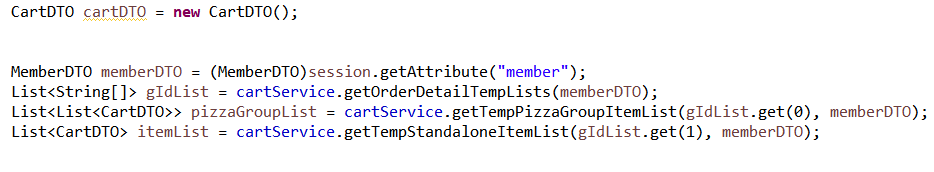 CartDTO cartDTO = new CartDTO();
MemberDTO memberDTO = (MemberDTO)session.getAttribute("member");
List<String[]> gIdList = cartService.getOrderDetailTempLists(memberDTO);
List<List<CartDTO>> pizzaGroupList = cartService.getTempPizzaGroupItemList(gIdList.get(0), memberDTO);
List<CartDTO> itemList = cartService.getTempStandaloneItemList(gIdList.get(1), memberDTO);